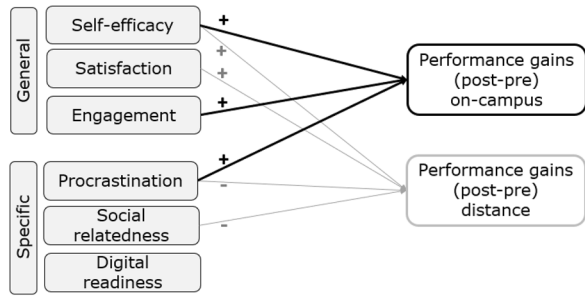 General
Self-efficacy
+
Satisfaction
+
+
Engagement
+
Specific
Procrastination
+
-
Social
relatedness
-
Digital
readiness
Performance gains
(post-pre)
on-campus
Performance gains
(post-pre)
distance